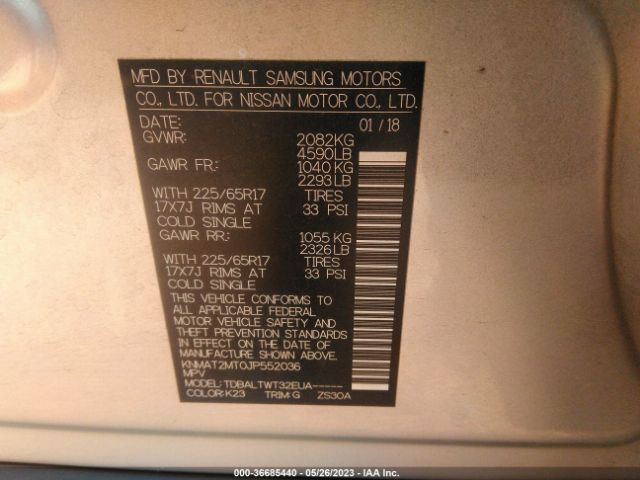 MFD BY RENAULT SAMSUNG MOTORS
CO., LTD. FOR NISSAN MOTOR CO., LTD.
DATE: 01 / 18
GVWR: 2082KG
4590LB
GAWR FR: 1040 KG
2293 LB
WITH 225/65R17 TIRES
17X7J RIMS AT 33 PSI
COLD SINGLE
GAWR RR: 1055 KG
2326 LB
WITH 225/65R17 TIRES
17X7J RIMS AT 33 PSI
COLD SINGLE
THIS VEHICLE CONFORMS TO
ALL APPLICABLE FEDERAL
MOTOR VEHICLE SAFETY AND
THEFT PREVENTION STANDARDS
IN EFFECT ON THE DATE OF
MANUFACTURE SHOWN ABOVE.
KNMAT2MT0JP552036
MPV
MODEL: TDBALTWT32EUA-----
COLOR: K23 TRIM: G ZS30A
000-36685440 - 05/26/2023 - IAA Inc.